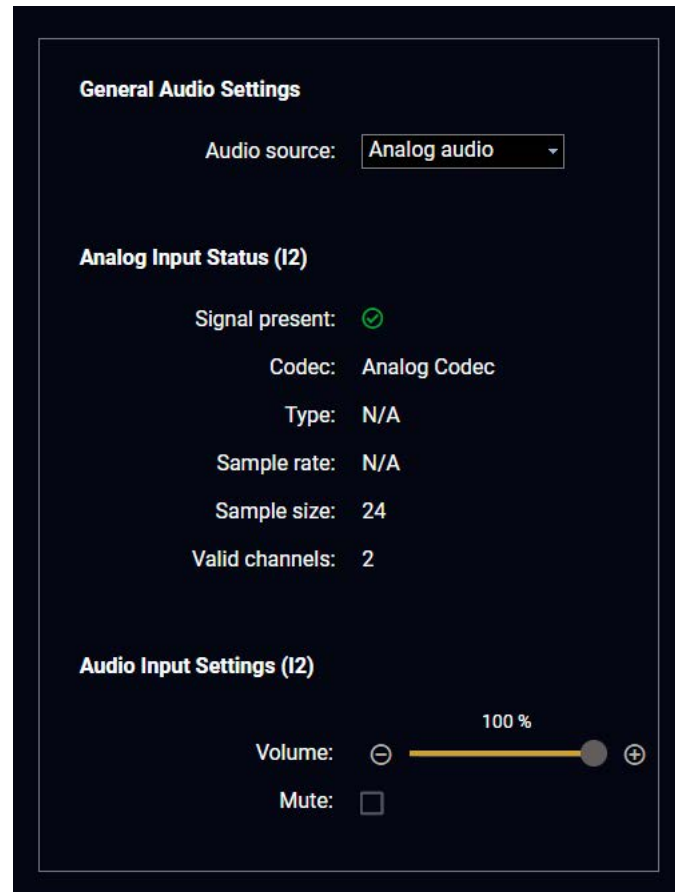 General Audio Settings
Audio source: Analog audio
Analog Input Status (I2)
Signal present:
Codec: Analog Codec
Type: N/A
Sample rate: N/A
Sample size: 24
Valid channels: 2
Audio Input Settings (I2)
100 %
Volume:
Mute: